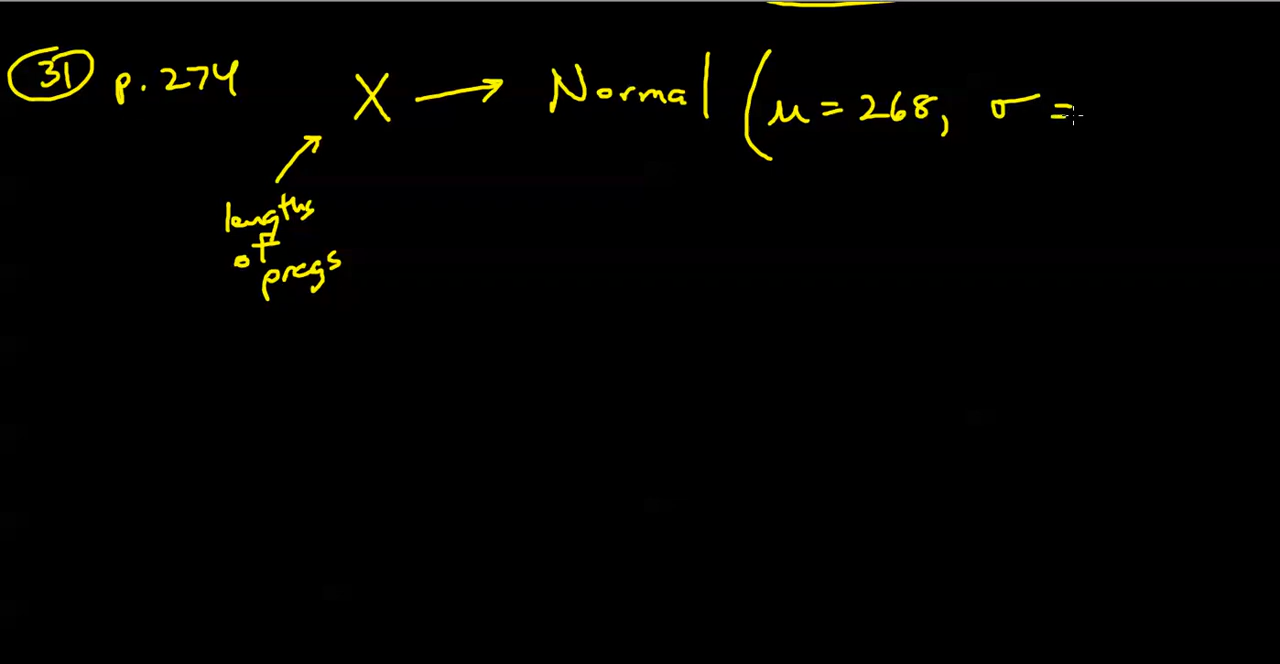 31 p. 274 X → Normal (μ = 268, σ =
lengths
of
pregs